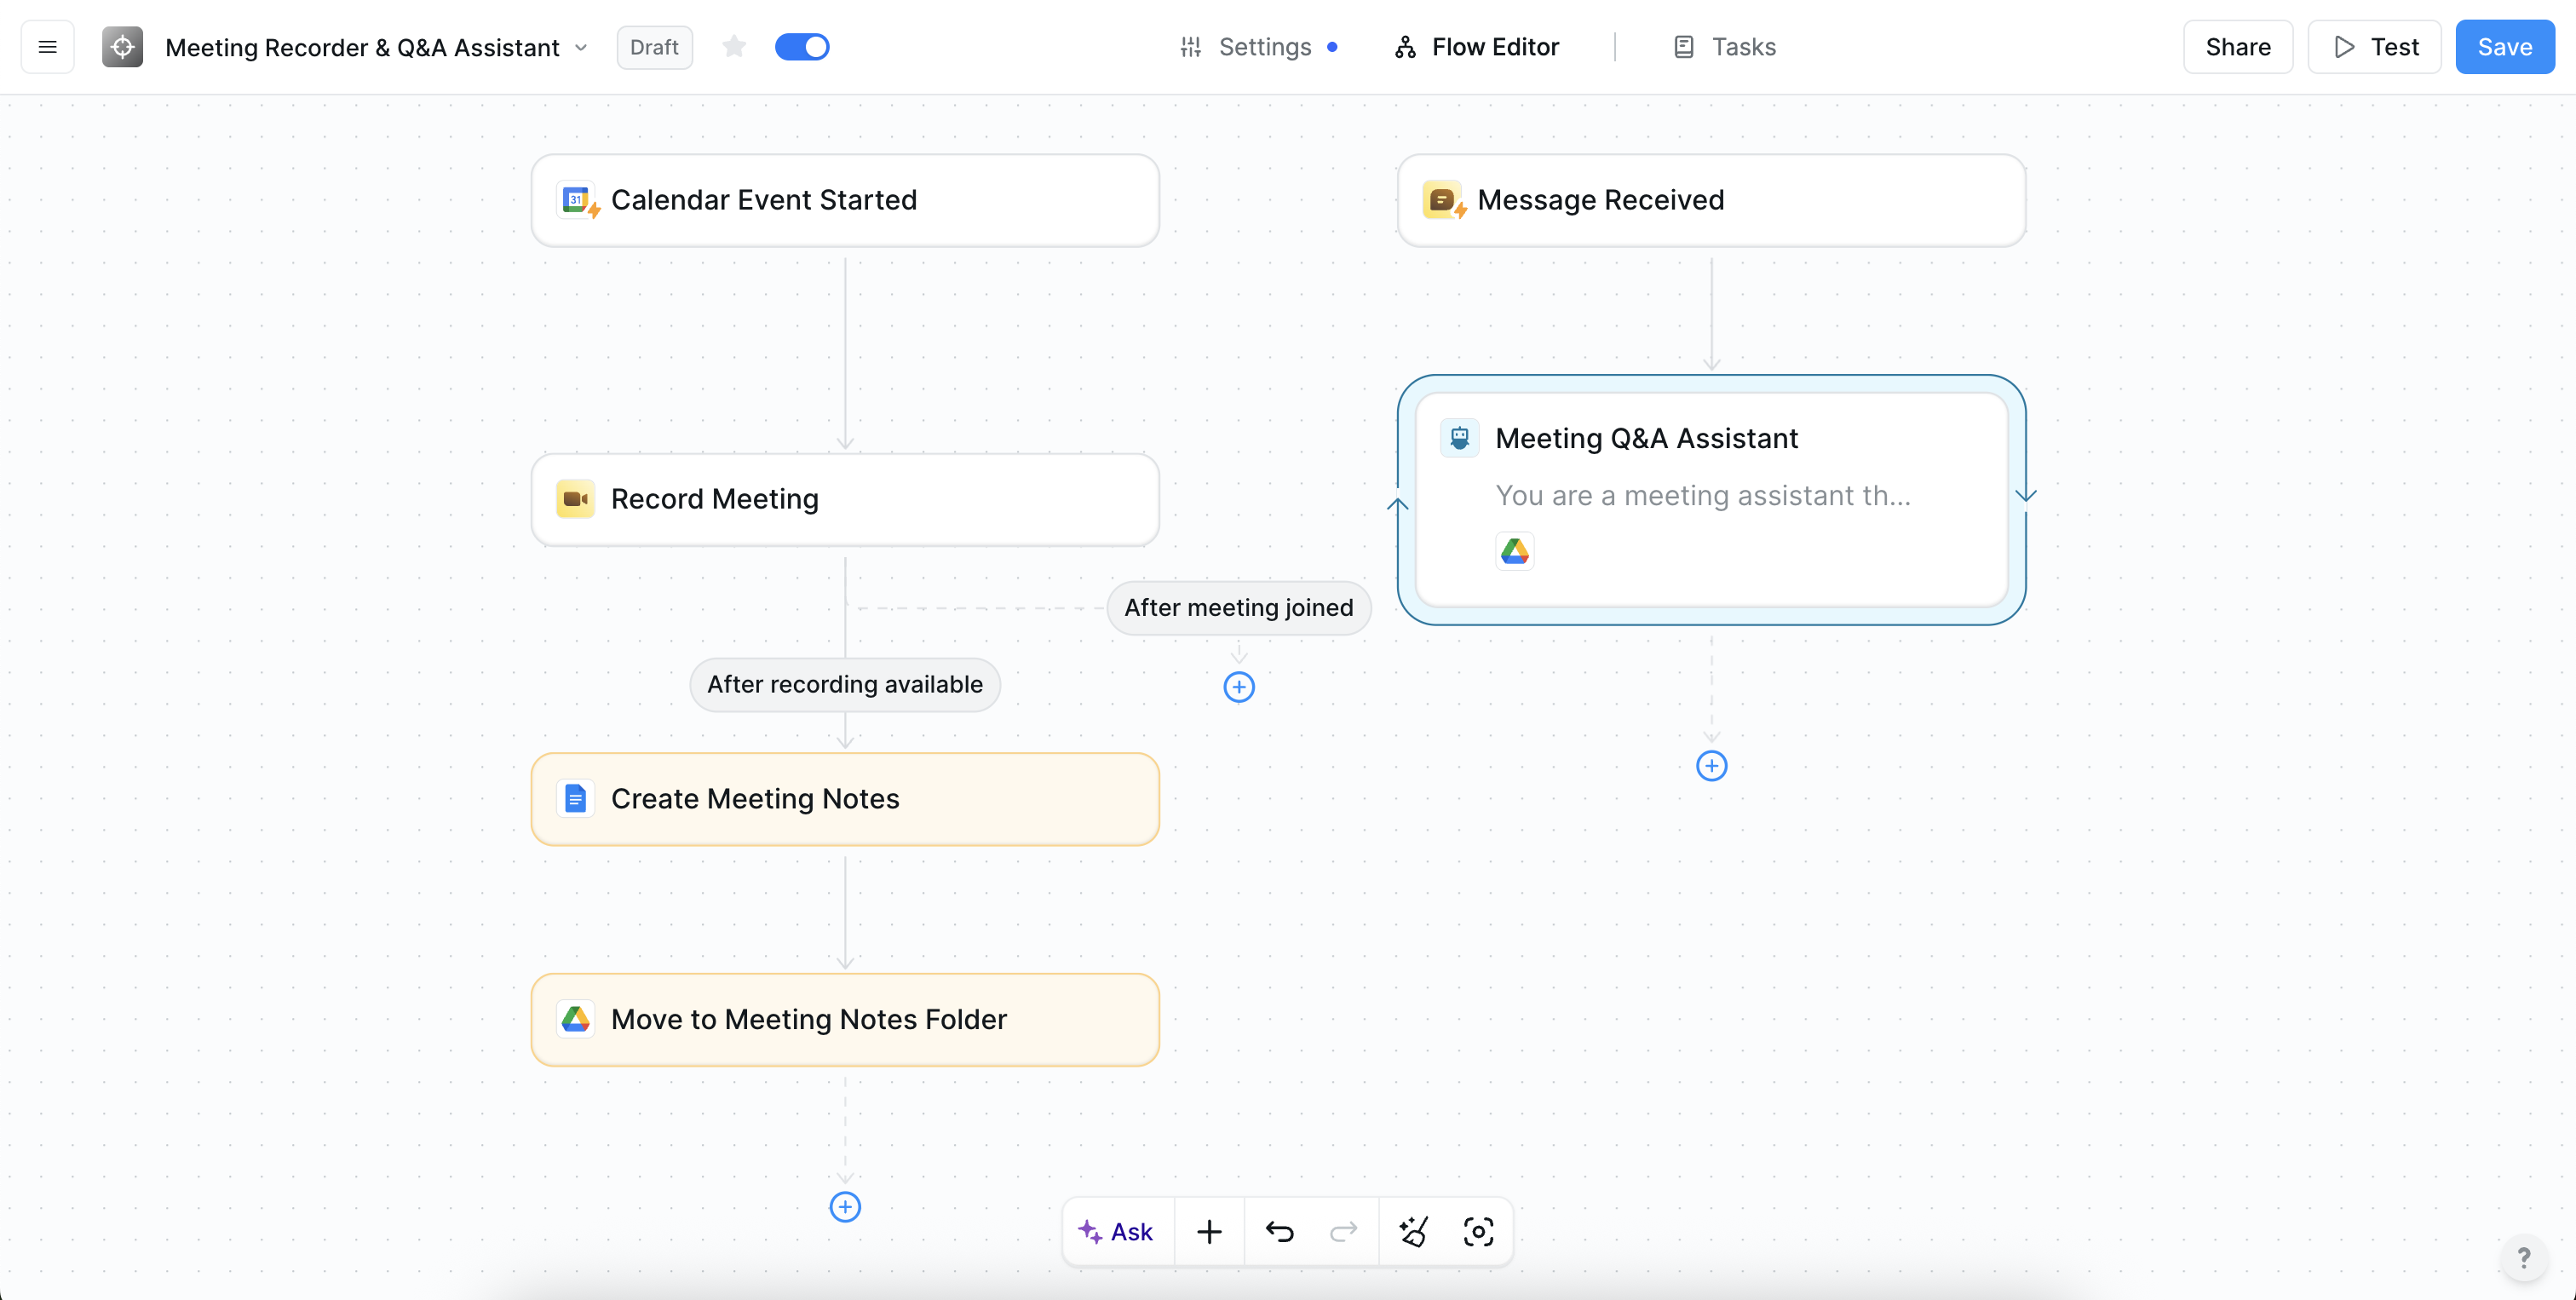 Meeting Recorder & Q&A Assistant
Draft
Settings
Flow Editor
Tasks
Share
Test
Save
31
Calendar Event Started
Message Received
Meeting Q&A Assistant
You are a meeting assistant th...
Record Meeting
After meeting joined
After recording available
Create Meeting Notes
Move to Meeting Notes Folder
Ask
?